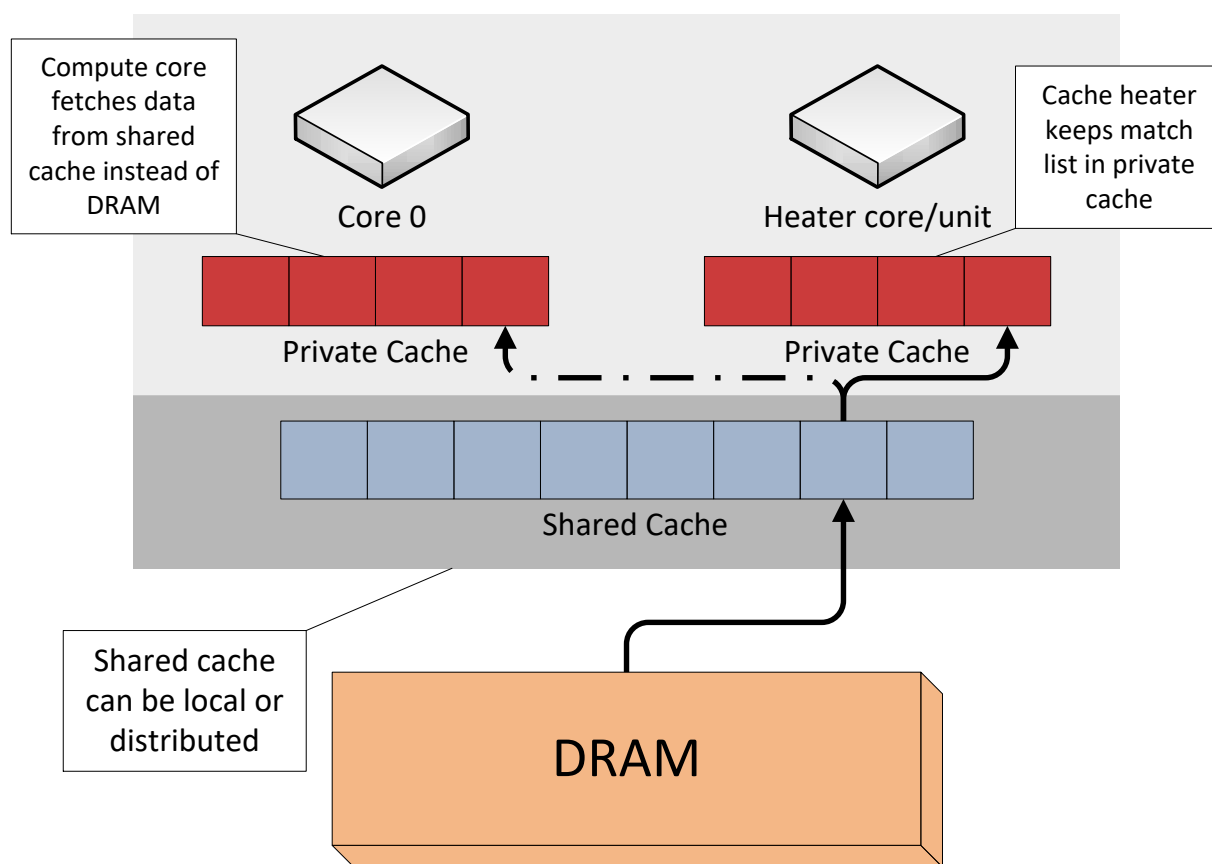 Compute core
fetches data
from shared
cache instead of
DRAM
Core 0
Heater core/unit
Cache heater
keeps match
list in private
cache
Private Cache
Private Cache
Shared Cache
Shared cache
can be local or
distributed
DRAM